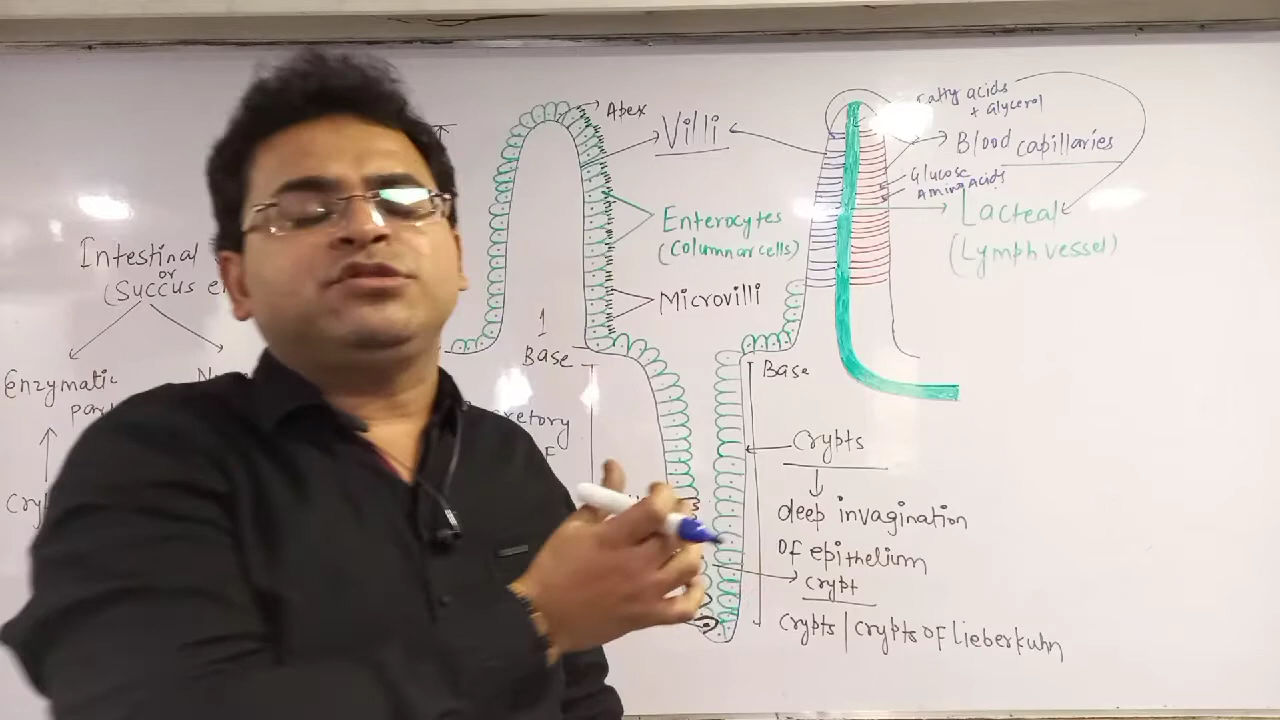 Intestinal
or
(Succus
Enzymatic
part
Apex
Villi
Enterocytes
(Columnar cells)
Microvilli
Base
Fatty acids
+ Glycerol
Blood capillaries
Glucose
Amino Acids
Lacteal
(Lymph vessel)
Base
Crypts
deep invagination
of epithelium
Crypt
Crypts/Crypts of Lieberkuhn